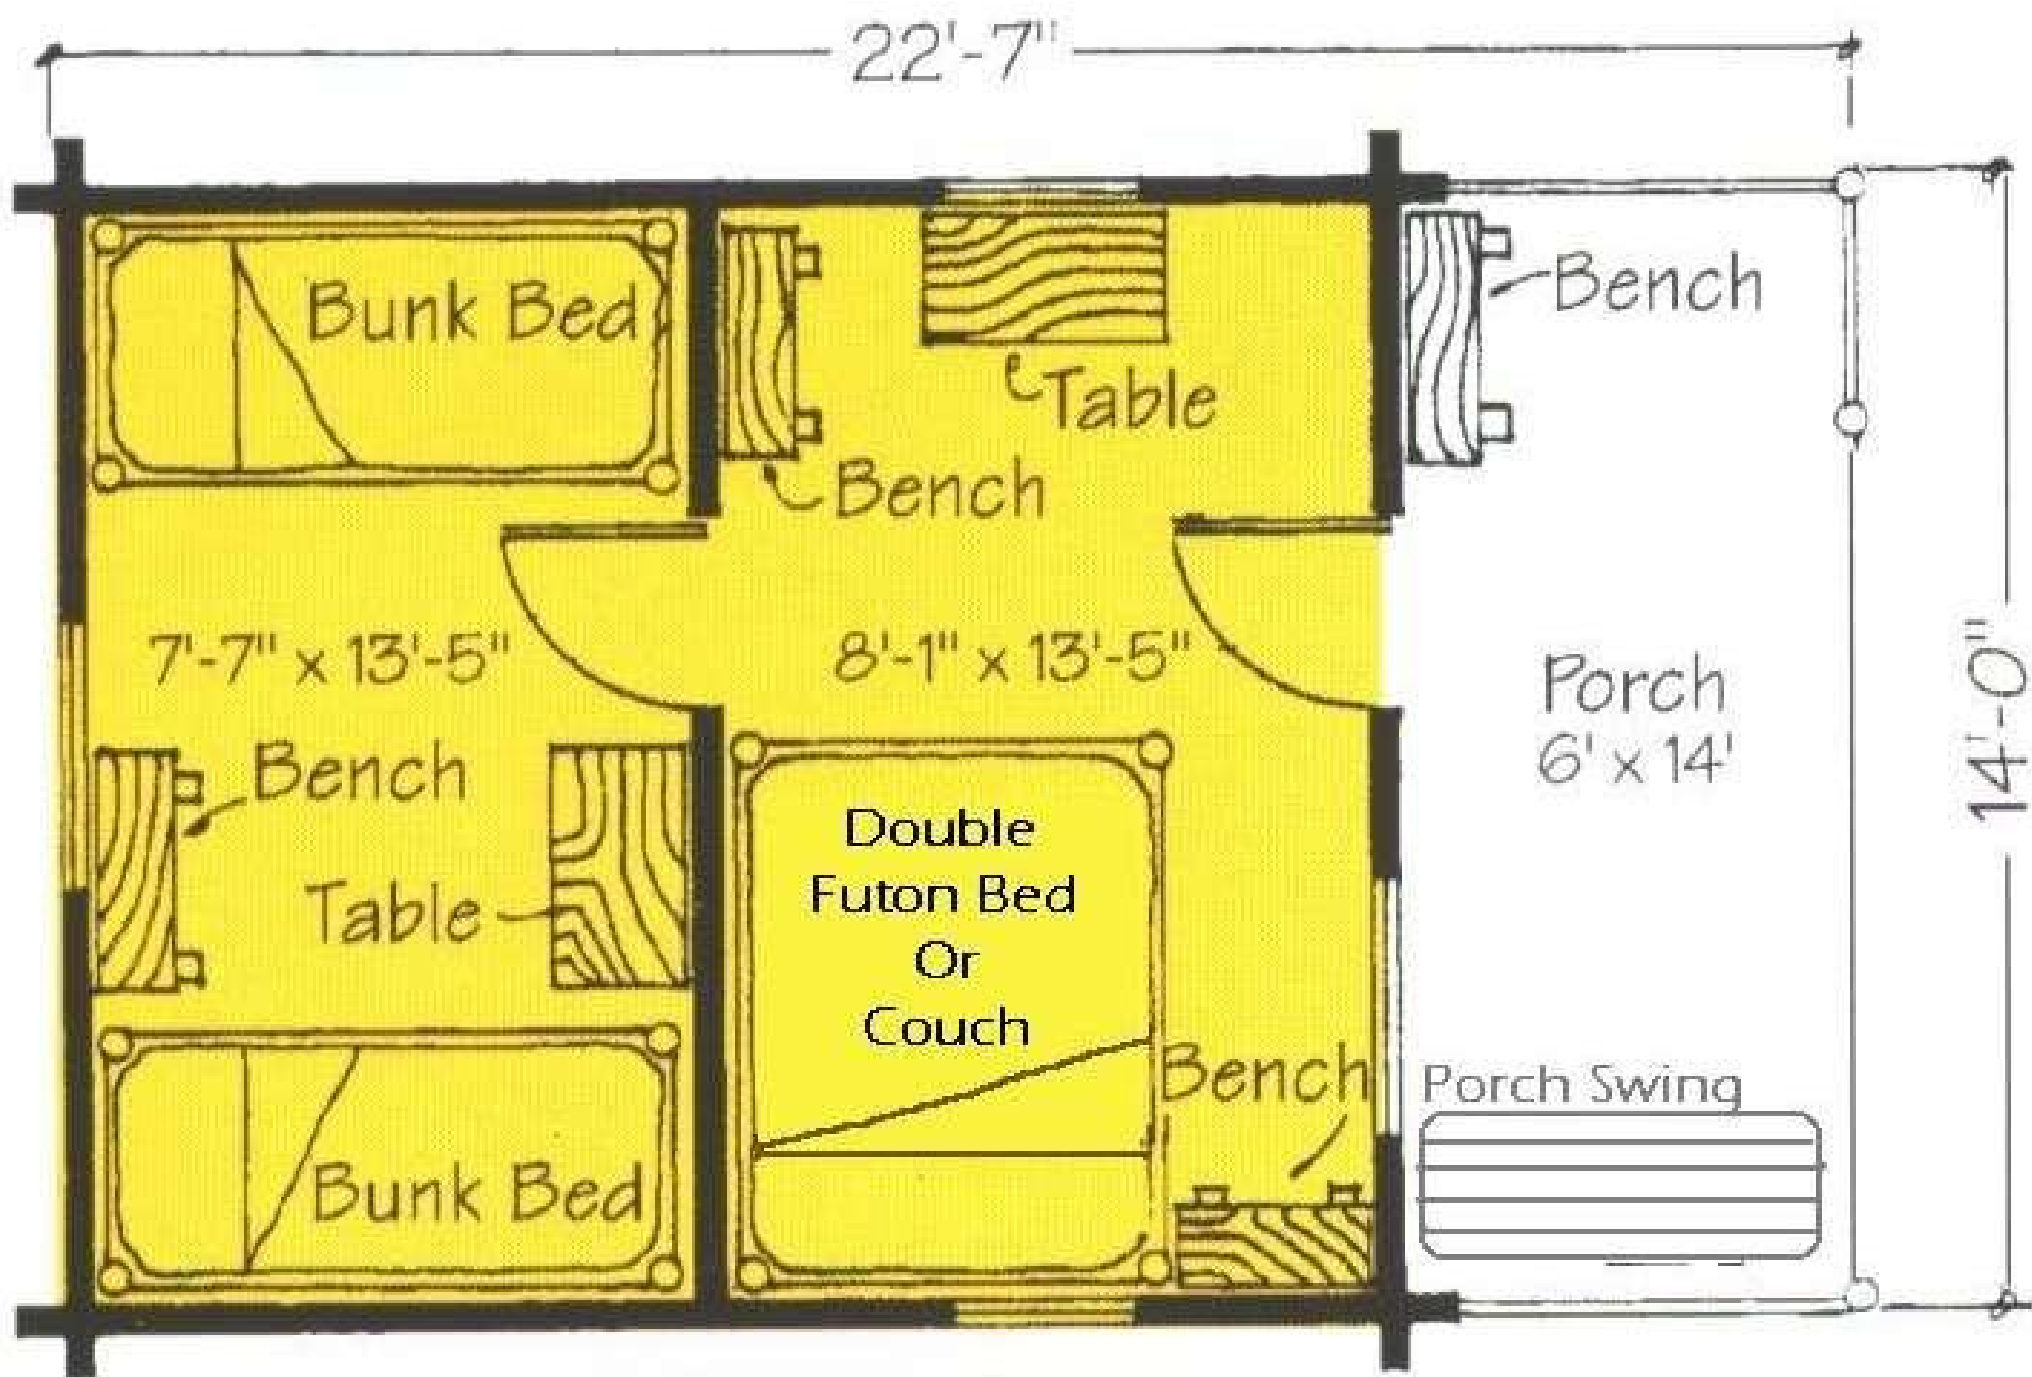 22'-7"
Bunk Bed
Bench
Table
Bench
7'-7" x 13'-5"
8'-1" x 13'-5"
Porch
6' x 14'
14'-0"
Bench
Table
Double
Futon Bed
Or
Couch
Bench
Porch Swing
Bunk Bed